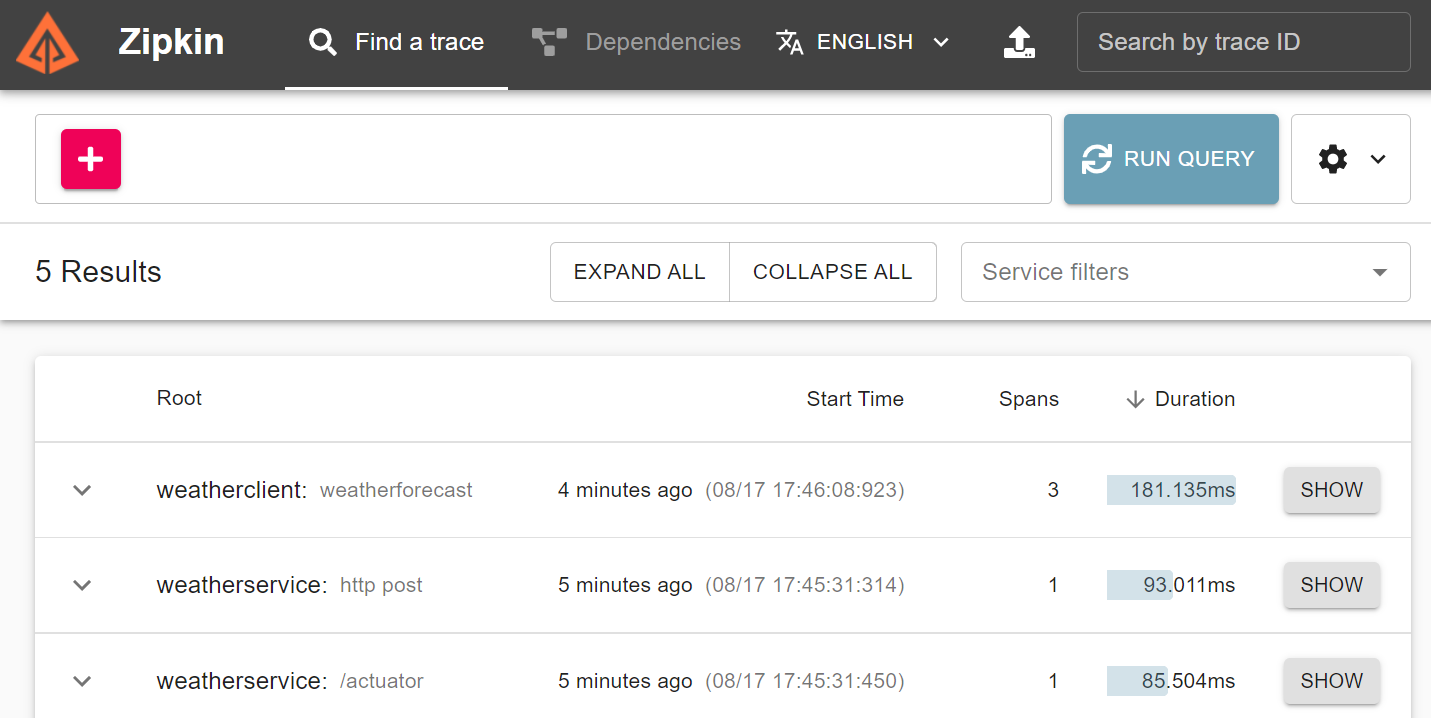 Zipkin Find a trace Dependencies ENGLISH Search by trace ID
RUN QUERY
5 Results EXPAND ALL COLLAPSE ALL Service filters
Root Start Time Spans Duration
weatherclient: weatherforecast 4 minutes ago (08/17 17:46:08:923) 3 181.135ms SHOW
weatherservice: http post 5 minutes ago (08/17 17:45:31:314) 1 93.011ms SHOW
weatherservice: /actuator 5 minutes ago (08/17 17:45:31:450) 1 85.504ms SHOW